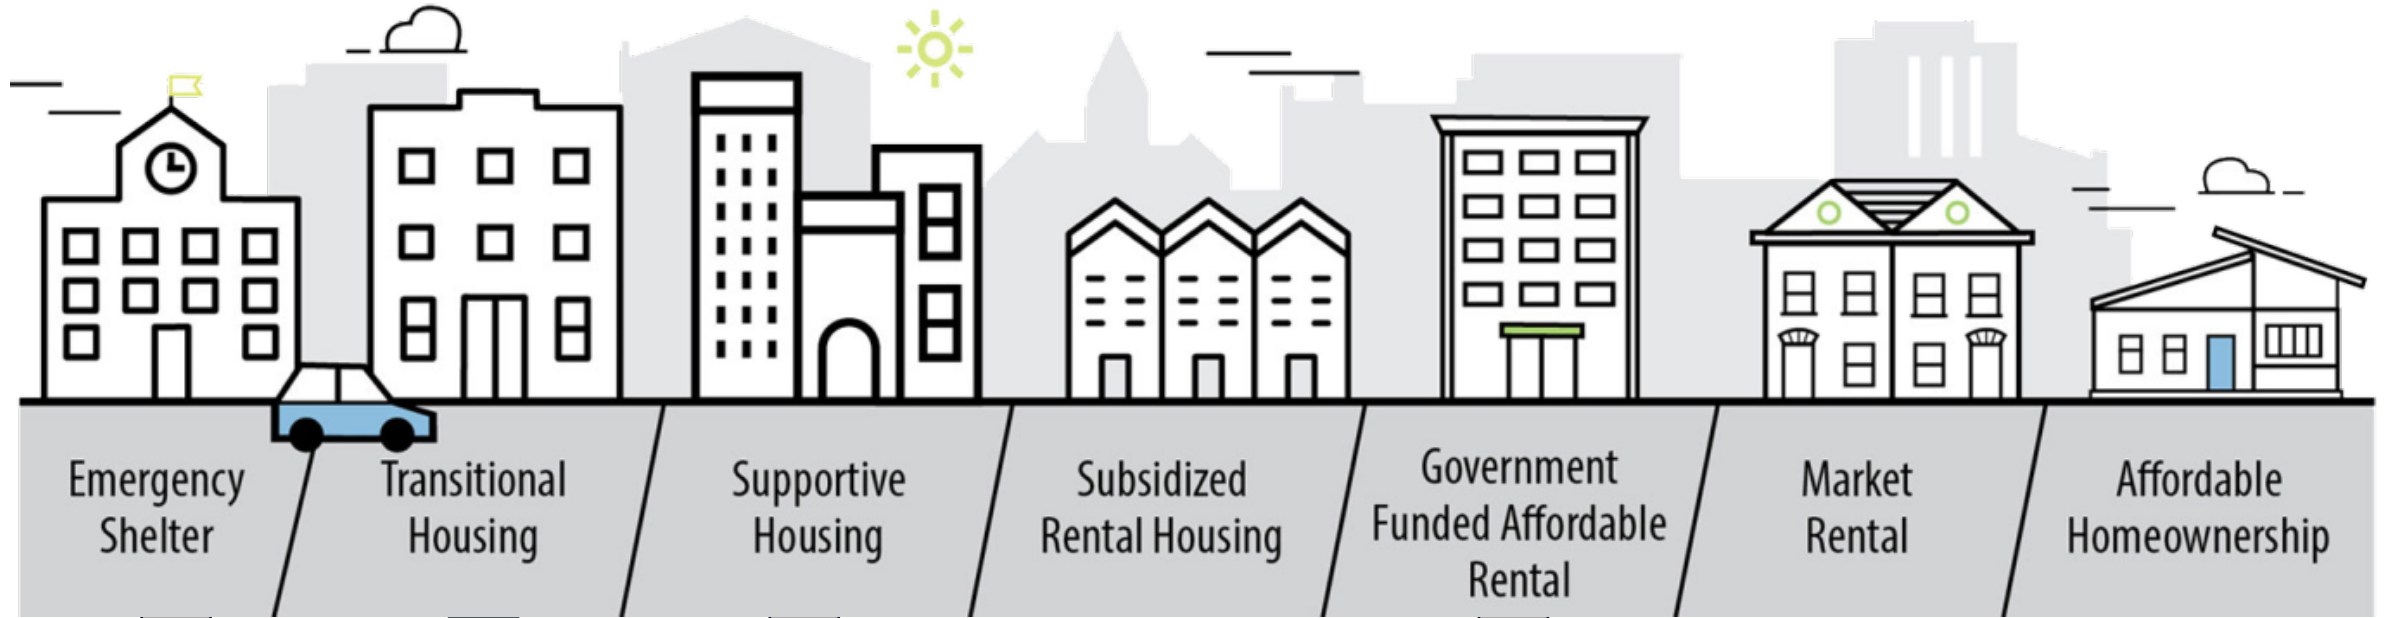 Emergency
Shelter
Transitional
Housing
Supportive
Housing
Subsidized
Rental Housing
Government
Funded Affordable
Rental
Market
Rental
Affordable
Homeownership